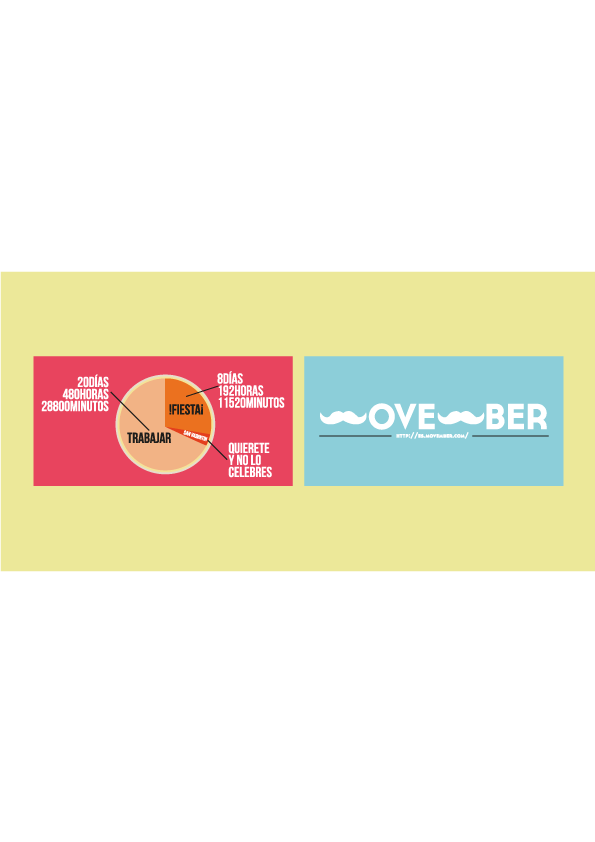 20DÍAS
480HORAS
28800MINUTOS
TRABAJAR
!FIESTA¡
8DÍAS
192HORAS
11520MINUTOS
SAN VALENTÍN
QUIERETE
Y NO LO
CELEBRES
OVE BER
HTTP://ES.MOVEMBER.COM/